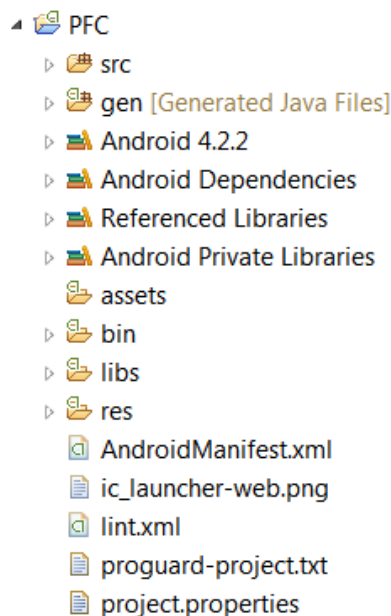 PFC
src
gen [Generated Java Files]
Android 4.2.2
Android Dependencies
Referenced Libraries
Android Private Libraries
assets
bin
libs
res
AndroidManifest.xml
ic_launcher-web.png
lint.xml
proguard-project.txt
project.properties